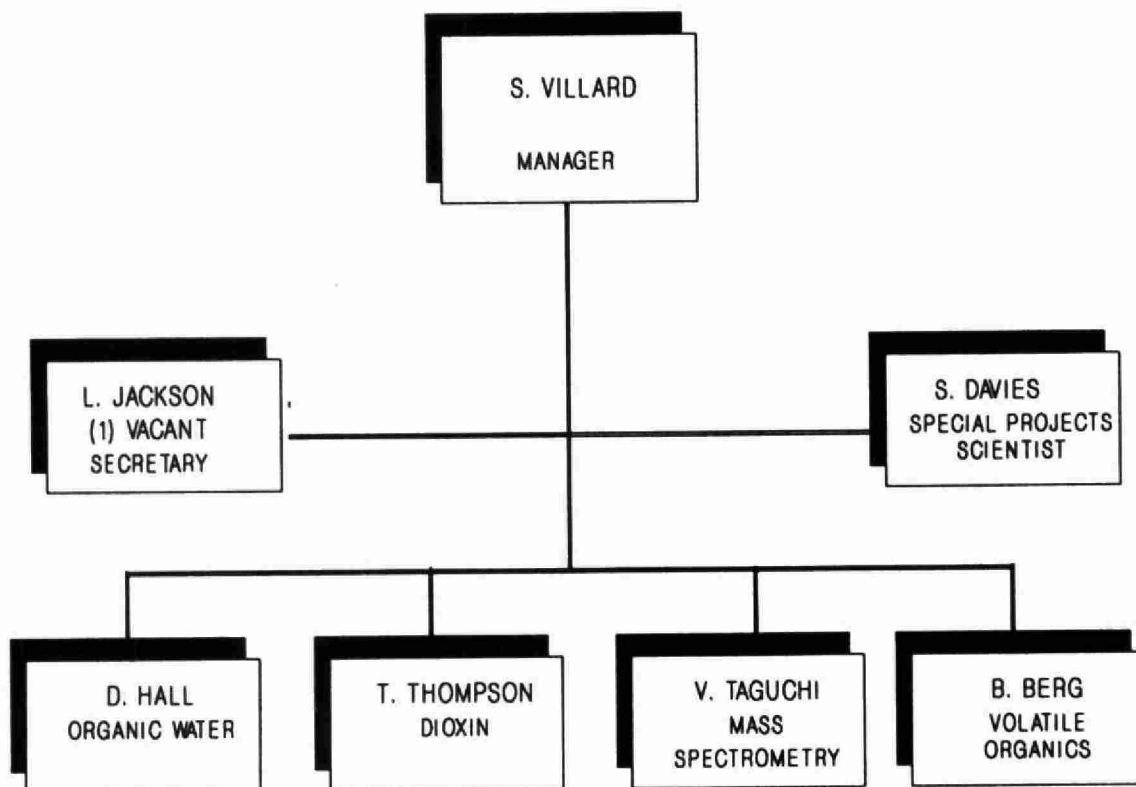 S. VILLARD
MANAGER
L. JACKSON
(1) VACANT
SECRETARY
S. DAVIES
SPECIAL PROJECTS
SCIENTIST
D. HALL
ORGANIC WATER
T. THOMPSON
DIOXIN
V. TAGUCHI
MASS
SPECTROMETRY
B. BERG
VOLATILE
ORGANICS